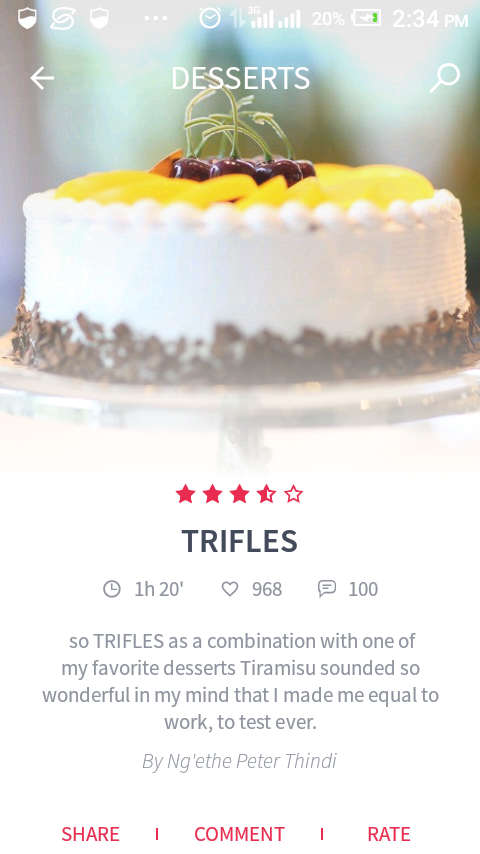 3G 20% 2:34 PM
DESSERTS
TRIFLES
1h 20' 968 100
so TRIFLES as a combination with one of
my favorite desserts Tiramisu sounded so
wonderful in my mind that I made me equal to
work, to test ever.
By Ng'ethe Peter Thindi
SHARE COMMENT RATE